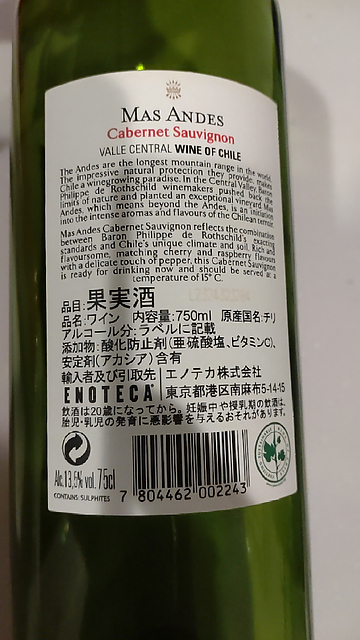 MAS ANDES
Cabernet Sauvignon
VALLE CENTRAL WINE OF CHILE
The Andes are the longest mountain range in the world.
The impressive natural protection they provide, makes
Chile a winegrowing paradise. In the Central Valley, Baron
Philippe de Rothschild winemakers pushed back the
limits of nature and planted an exceptional vineyard. Mas
Andes, which means beyond the Andes, is an initiation
into the intense aromas and flavours of the Chilean terroir.
Mas Andes Cabernet Sauvignon reflects the combination
between Baron Philippe de Rothschild's exacting
standards and Chile's unique climate and soil. Rich and
flavoursome, matching cherry and raspberry flavours
with a delicate touch of pepper, this Cabernet Sauvignon
is ready for drinking now and should be served at a
temperature of 15° C.
品目:果実酒
品名:ワイン 内容量:750ml 原産国名:チリ
アルコール分:ラベルに記載
添加物:酸化防止剤(亜硫酸塩、ビタミンC)、
安定剤(アカシア)含有
輸入者及び引取先 エノテカ株式会社
ENOTECA 東京都港区南麻布5-14-15
飲酒は20歳になってから。妊娠中や授乳期の飲酒は、
胎児・乳児の発育に悪影響を与えるおそれがあります。
Alc.13,5% vol. 75cl
CONTAINS: SULPHITES
7 804462 002243